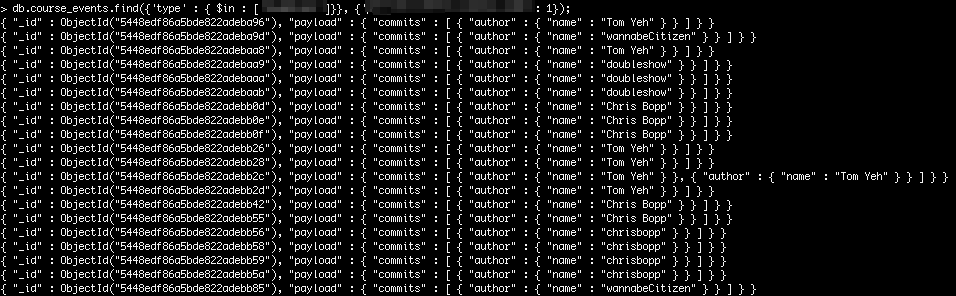 > db.course_events.find({'type' : { $in : [ ]}}, {' : 1});
{ "_id" : ObjectId("5448edf86a5bde822adeba96"), "payload" : { "commits" : [ { "author" : { "name" : "Tom Yeh" } } ] } }
{ "_id" : ObjectId("5448edf86a5bde822adeba9d"), "payload" : { "commits" : [ { "author" : { "name" : "wannabeCitizen" } } ] } }
{ "_id" : ObjectId("5448edf86a5bde822adebaa8"), "payload" : { "commits" : [ { "author" : { "name" : "Tom Yeh" } } ] } }
{ "_id" : ObjectId("5448edf86a5bde822adebaa9"), "payload" : { "commits" : [ { "author" : { "name" : "doubleshow" } } ] } }
{ "_id" : ObjectId("5448edf86a5bde822adebaaa"), "payload" : { "commits" : [ { "author" : { "name" : "doubleshow" } } ] } }
{ "_id" : ObjectId("5448edf86a5bde822adebaab"), "payload" : { "commits" : [ { "author" : { "name" : "doubleshow" } } ] } }
{ "_id" : ObjectId("5448edf86a5bde822adebb0d"), "payload" : { "commits" : [ { "author" : { "name" : "Chris Bopp" } } ] } }
{ "_id" : ObjectId("5448edf86a5bde822adebb0e"), "payload" : { "commits" : [ { "author" : { "name" : "Chris Bopp" } } ] } }
{ "_id" : ObjectId("5448edf86a5bde822adebb0f"), "payload" : { "commits" : [ { "author" : { "name" : "Chris Bopp" } } ] } }
{ "_id" : ObjectId("5448edf86a5bde822adebb26"), "payload" : { "commits" : [ { "author" : { "name" : "Tom Yeh" } } ] } }
{ "_id" : ObjectId("5448edf86a5bde822adebb28"), "payload" : { "commits" : [ { "author" : { "name" : "Tom Yeh" } } ] } }
{ "_id" : ObjectId("5448edf86a5bde822adebb2c"), "payload" : { "commits" : [ { "author" : { "name" : "Tom Yeh" } }, { "author" : { "name" : "Tom Yeh" } } ] } }
{ "_id" : ObjectId("5448edf86a5bde822adebb2d"), "payload" : { "commits" : [ { "author" : { "name" : "Tom Yeh" } } ] } }
{ "_id" : ObjectId("5448edf86a5bde822adebb42"), "payload" : { "commits" : [ { "author" : { "name" : "Chris Bopp" } } ] } }
{ "_id" : ObjectId("5448edf86a5bde822adebb55"), "payload" : { "commits" : [ { "author" : { "name" : "Chris Bopp" } } ] } }
{ "_id" : ObjectId("5448edf86a5bde822adebb56"), "payload" : { "commits" : [ { "author" : { "name" : "chrisbopp" } } ] } }
{ "_id" : ObjectId("5448edf86a5bde822adebb58"), "payload" : { "commits" : [ { "author" : { "name" : "chrisbopp" } } ] } }
{ "_id" : ObjectId("5448edf86a5bde822adebb59"), "payload" : { "commits" : [ { "author" : { "name" : "chrisbopp" } } ] } }
{ "_id" : ObjectId("5448edf86a5bde822adebb5a"), "payload" : { "commits" : [ { "author" : { "name" : "chrisbopp" } } ] } }
{ "_id" : ObjectId("5448edf86a5bde822adebb85"), "payload" : { "commits" : [ { "author" : { "name" : "wannabeCitizen" } } ] } }